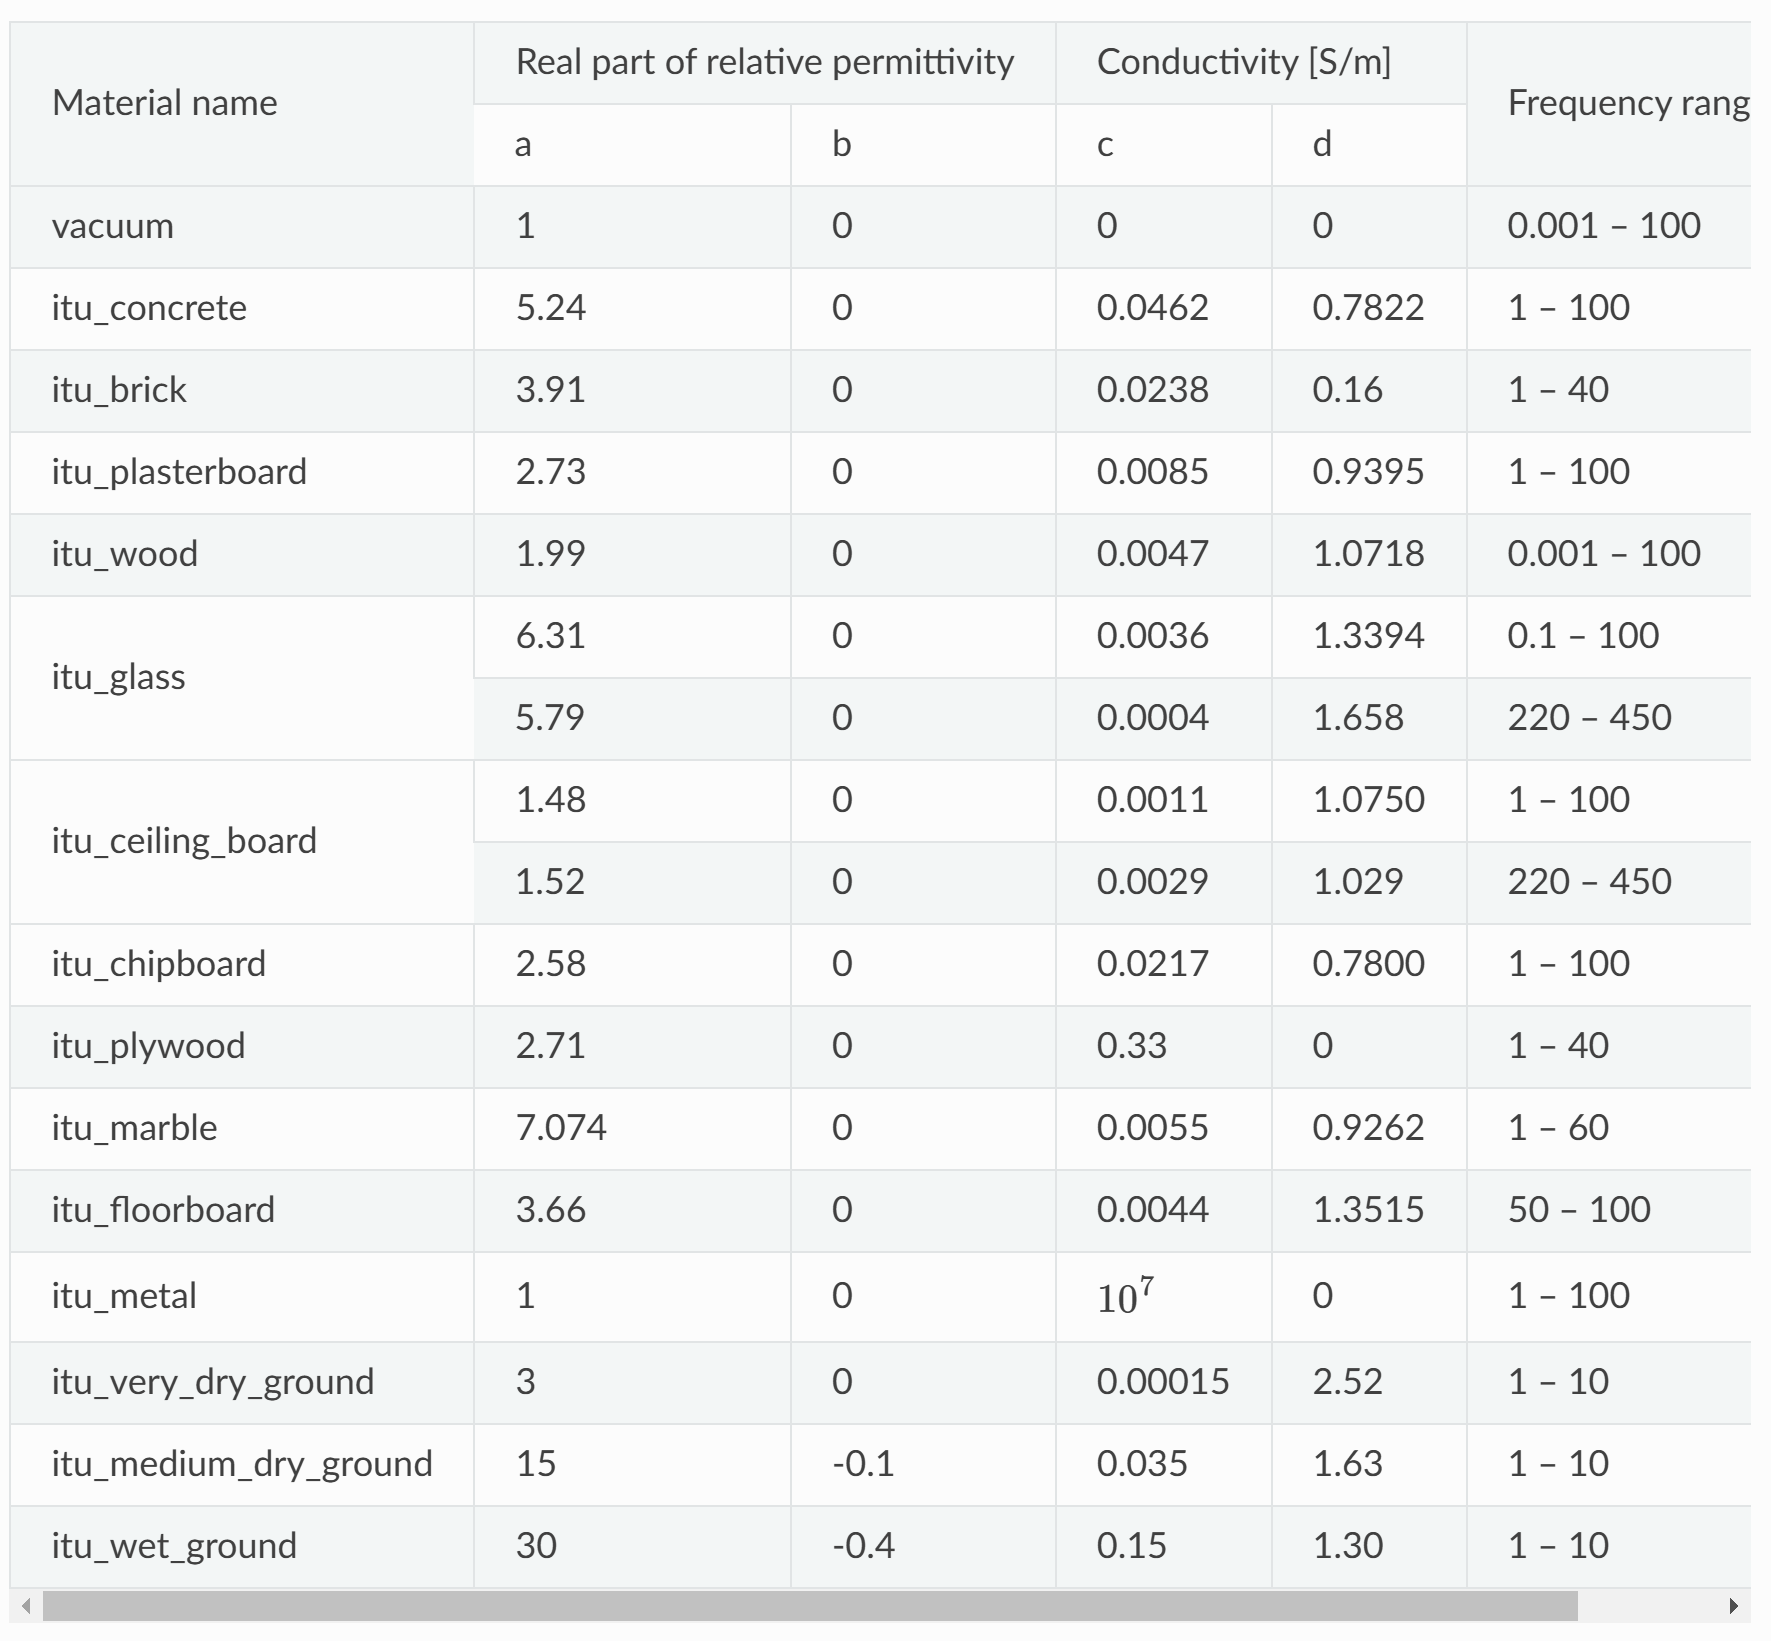 Material name Real part of relative permittivity Conductivity [S/m] Frequency rang
a b c d
vacuum 1 0 0 0 0.001 – 100
itu_concrete 5.24 0 0.0462 0.7822 1 – 100
itu_brick 3.91 0 0.0238 0.16 1 – 40
itu_plasterboard 2.73 0 0.0085 0.9395 1 – 100
itu_wood 1.99 0 0.0047 1.0718 0.001 – 100
itu_glass 6.31 0 0.0036 1.3394 0.1 – 100
5.79 0 0.0004 1.658 220 – 450
itu_ceiling_board 1.48 0 0.0011 1.0750 1 – 100
1.52 0 0.0029 1.029 220 – 450
itu_chipboard 2.58 0 0.0217 0.7800 1 – 100
itu_plywood 2.71 0 0.33 0 1 – 40
itu_marble 7.074 0 0.0055 0.9262 1 – 60
itu_floorboard 3.66 0 0.0044 1.3515 50 – 100
itu_metal 1 0 10^7 0 1 – 100
itu_very_dry_ground 3 0 0.00015 2.52 1 – 10
itu_medium_dry_ground 15 -0.1 0.035 1.63 1 – 10
itu_wet_ground 30 -0.4 0.15 1.30 1 – 10